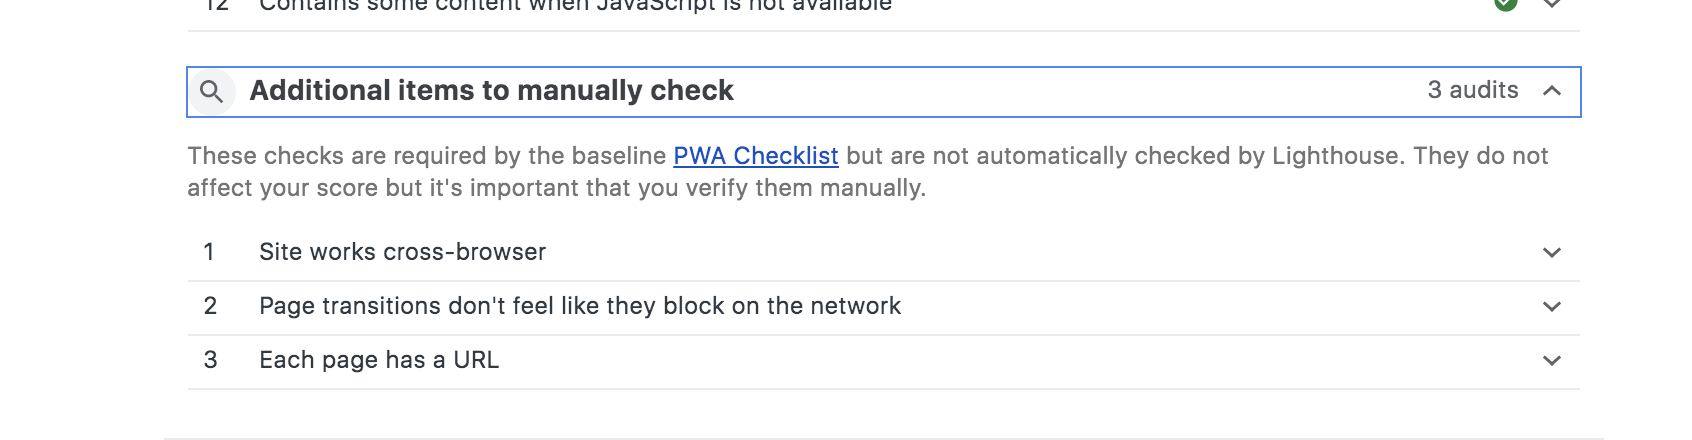 12 Contains some content when JavaScript is not available
Additional items to manually check 3 audits
These checks are required by the baseline PWA Checklist but are not automatically checked by Lighthouse. They do not
affect your score but it's important that you verify them manually.
1 Site works cross-browser
2 Page transitions don't feel like they block on the network
3 Each page has a URL